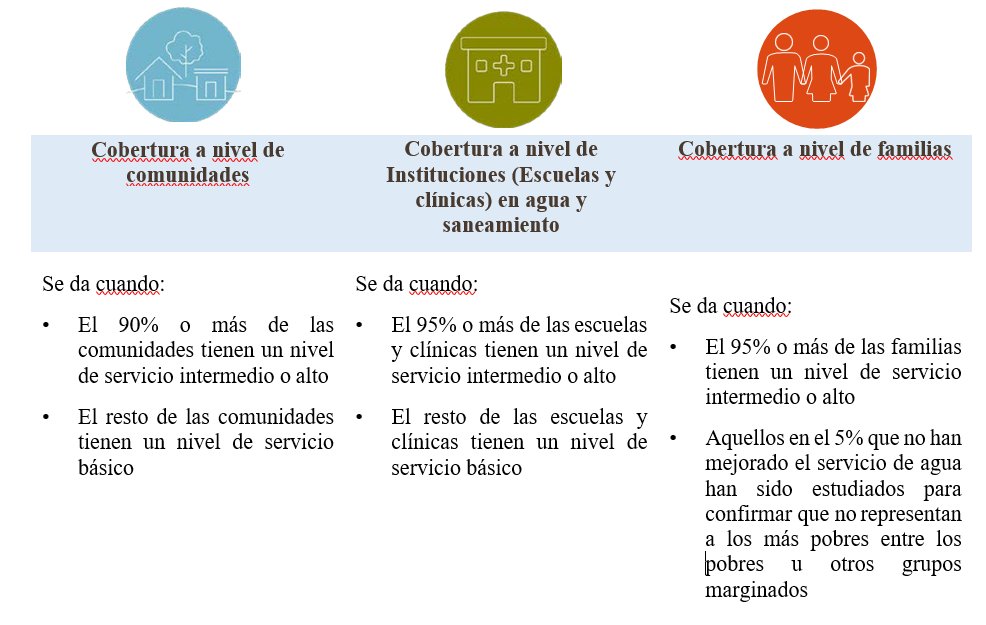 Cobertura a nivel de
comunidades
Cobertura a nivel de
Instituciones (Escuelas y
clínicas) en agua y
saneamiento
Cobertura a nivel de familias
Se da cuando:
• El 90% o más de las
comunidades tienen un nivel
de servicio intermedio o alto
• El resto de las comunidades
tienen un nivel de servicio
básico
Se da cuando:
• El 95% o más de las escuelas
y clínicas tienen un nivel de
servicio intermedio o alto
• El resto de las escuelas y
clínicas tienen un nivel de
servicio básico
Se da cuando:
• El 95% o más de las familias
tienen un nivel de servicio
intermedio o alto
• Aquellos en el 5% que no han
mejorado el servicio de agua
han sido estudiados para
confirmar que no representan
a los más pobres entre los
pobres u otros grupos
marginados